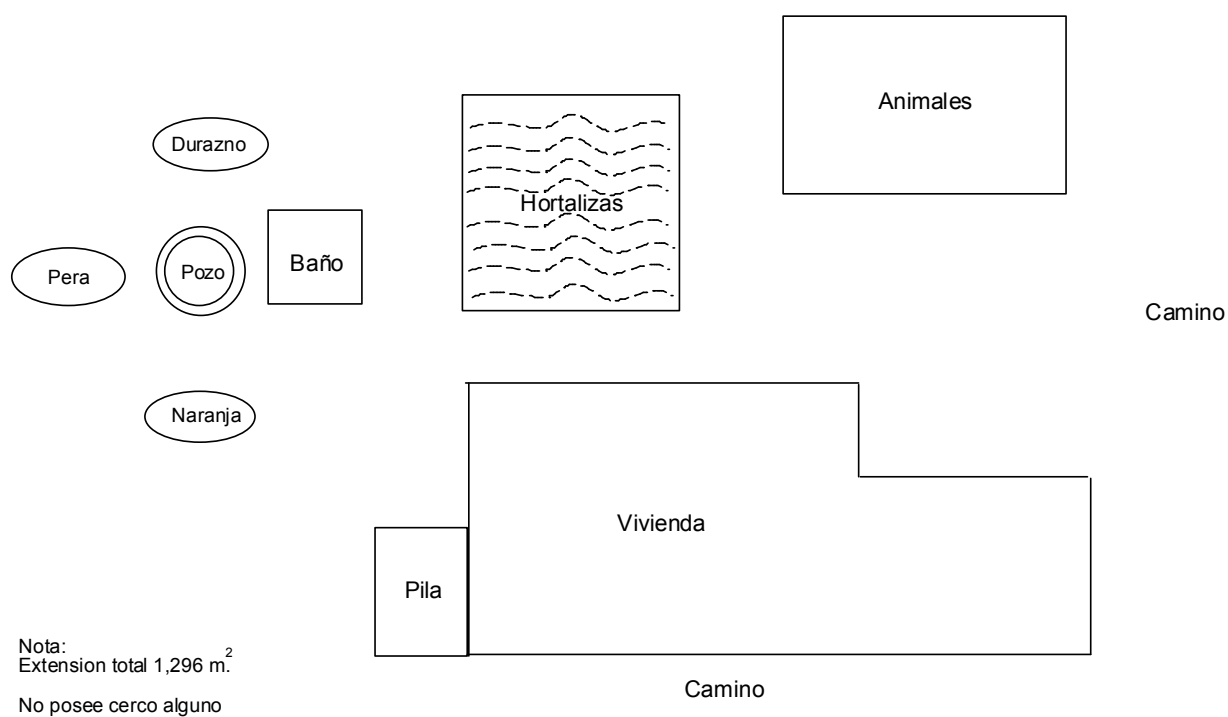 Animales
Durazno
Hortalizas
Baño
Pozo
Pera
Camino
Naranja
Vivienda
Pila
Nota:
Extension total 1,296 m.²
Camino
No posee cerco alguno